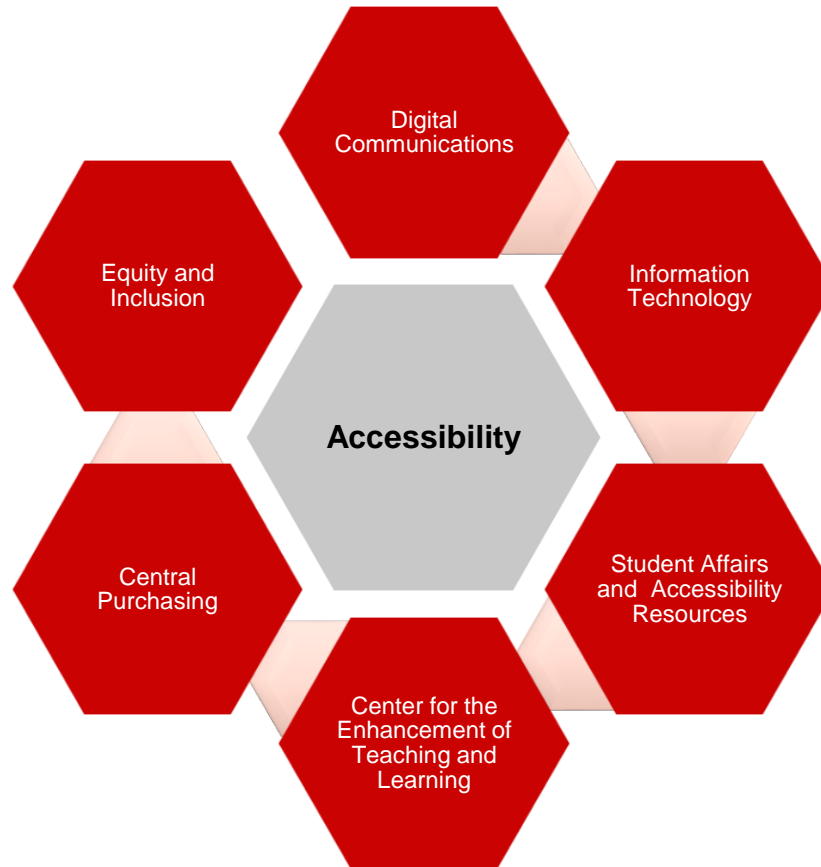 Digital
Communications
Information
Technology
Student Affairs
and  Accessibility
Resources
Center for the
Enhancement of
Teaching and
Learning
Central
Purchasing
Equity and
Inclusion
Accessibility